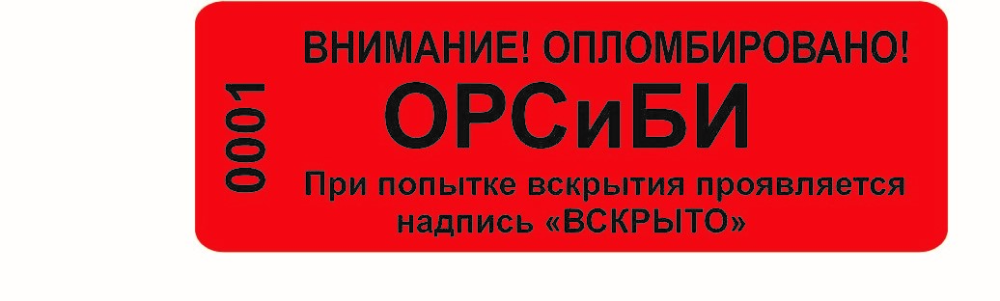 ВНИМАНИЕ! ОПЛОМБИРОВАНО!
0001
ОРСиБИ
При попытке вскрытия проявляется
надпись «ВСКРЫТО»